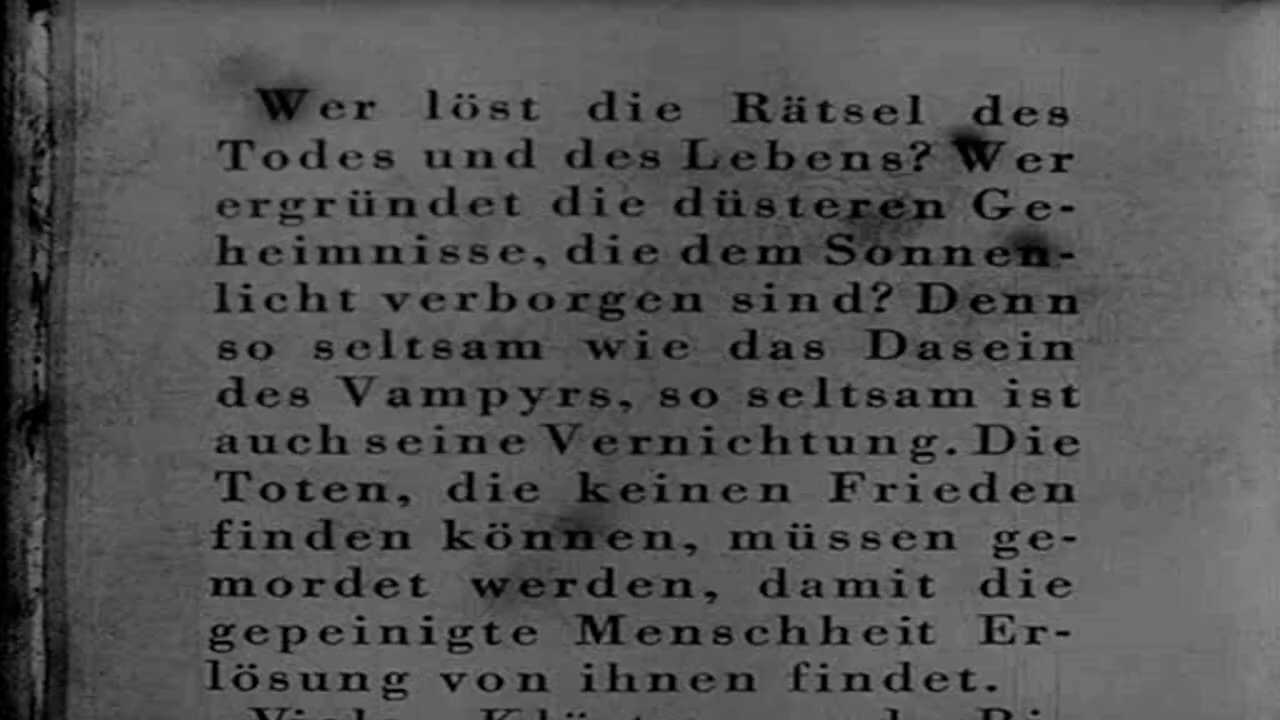 Wer löst die Rätsel des
Todes und des Lebens? Wer
ergründet die düsteren Ge-
heimnisse, die dem Sonnen-
licht verborgen sind? Denn
so seltsam wie das Dasein
des Vampyrs, so seltsam ist
auch seine Vernichtung. Die
Toten, die keinen Frieden
finden können, müssen ge-
mordet werden, damit die
gepeinigte Menschheit Er-
lösung von ihnen findet.